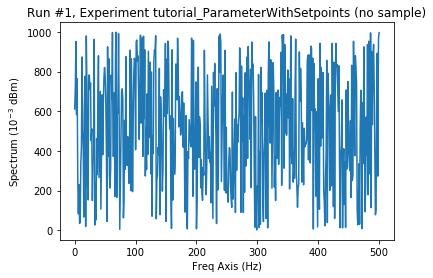 Run #1, Experiment tutorial_ParameterWithSetpoints (no sample)
1000
800
600
400
200
0
Spectrum (10⁻³ dBm)
0 100 200 300 400 500
Freq Axis (Hz)